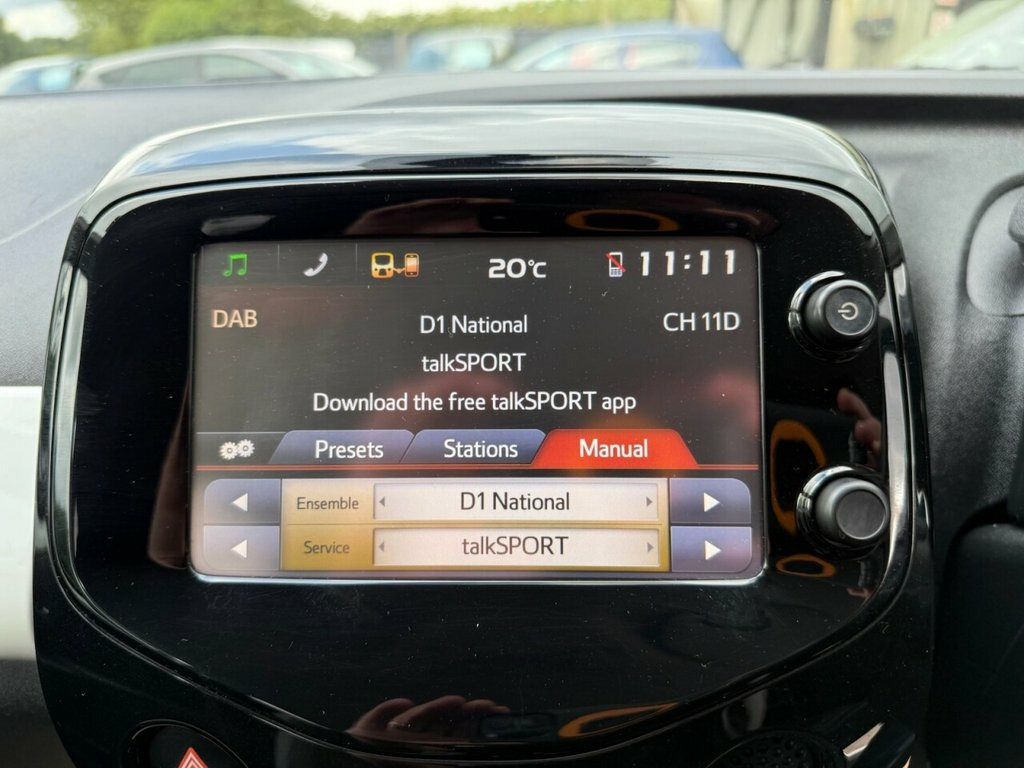 20°C 11:11
DAB D1 National CH 11D
talkSPORT
Download the free talkSPORT app
Presets Stations Manual
Ensemble D1 National
Service talkSPORT